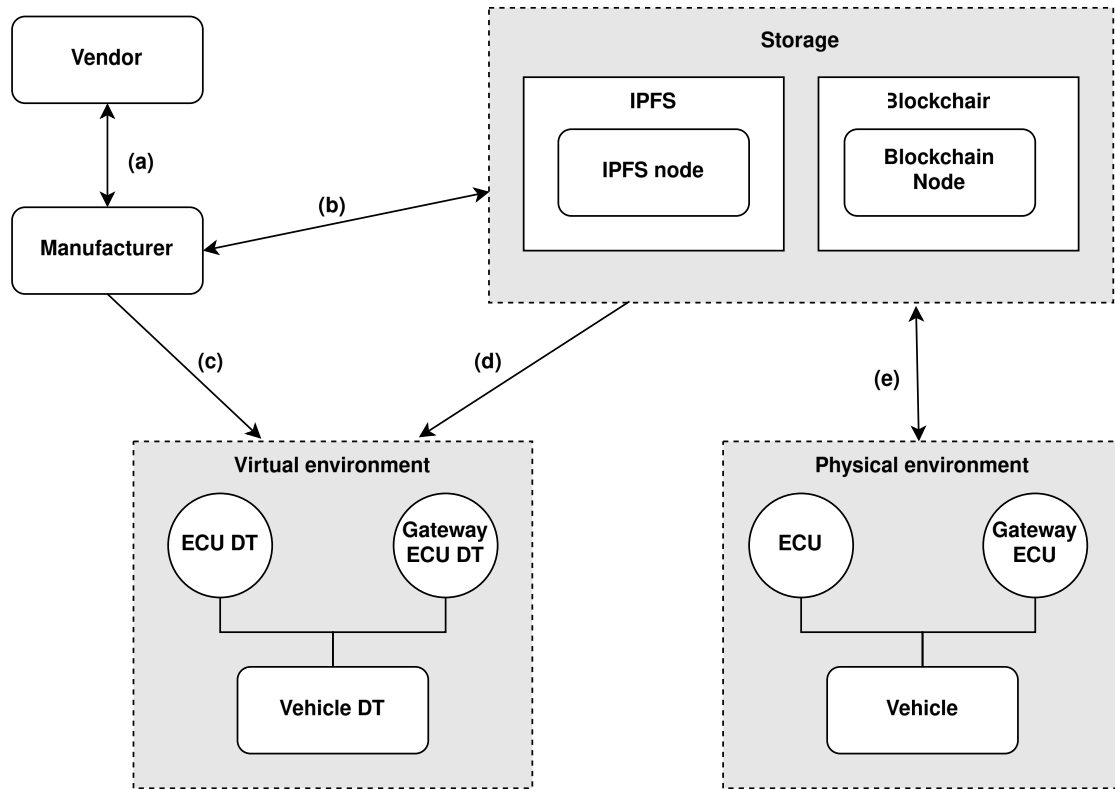 Vendor
Storage
IPFS
3lockchair
(a)
IPFS node
Blockchain
Node
(b)
Manufacturer
(c)
(d)
(e)
Virtual environment
Physical environment
ECU DT
Gateway
ECU DT
ECU
Gateway
ECU
Vehicle DT
Vehicle